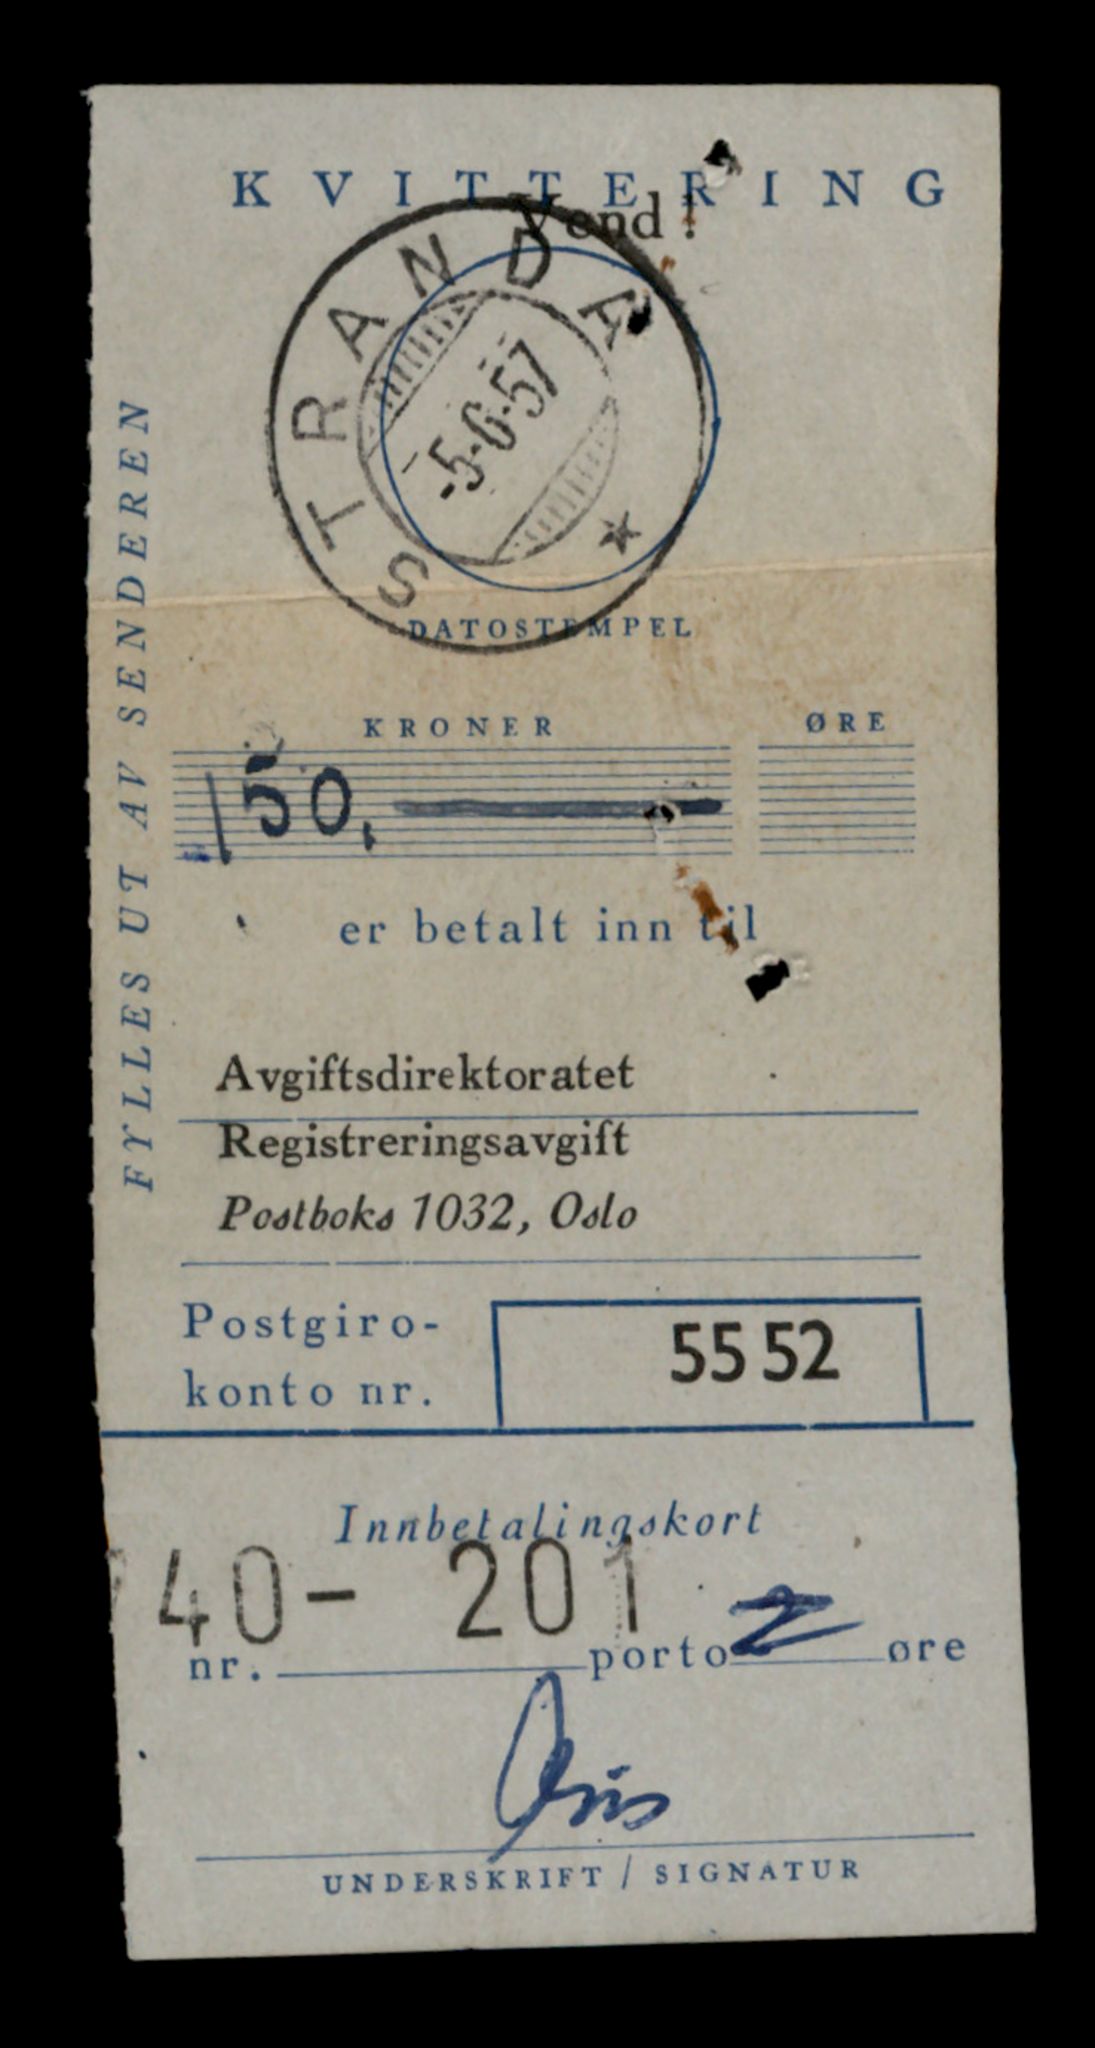 KVITTERING
Vend!
STRANDA
-5-6-57
DATOSTEMPEL
FYLLES UT AV SENDEREN
KRONER ØRE
150,
er betalt inn til
Avgiftsdirektoratet
Registreringsavgift
Postboks 1032, Oslo
Postgiro-
konto nr. 5552
Innbetalingskort
40- 201
nr. porto øre
UNDERSKRIFT / SIGNATUR